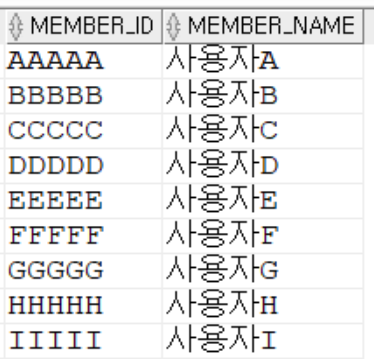 MEMBER_ID MEMBER_NAME
AAAAA 사용자A
BBBBB 사용자B
CCCCC 사용자C
DDDDD 사용자D
EEEEE 사용자E
FFFFF 사용자F
GGGGG 사용자G
HHHHH 사용자H
IIIII 사용자I